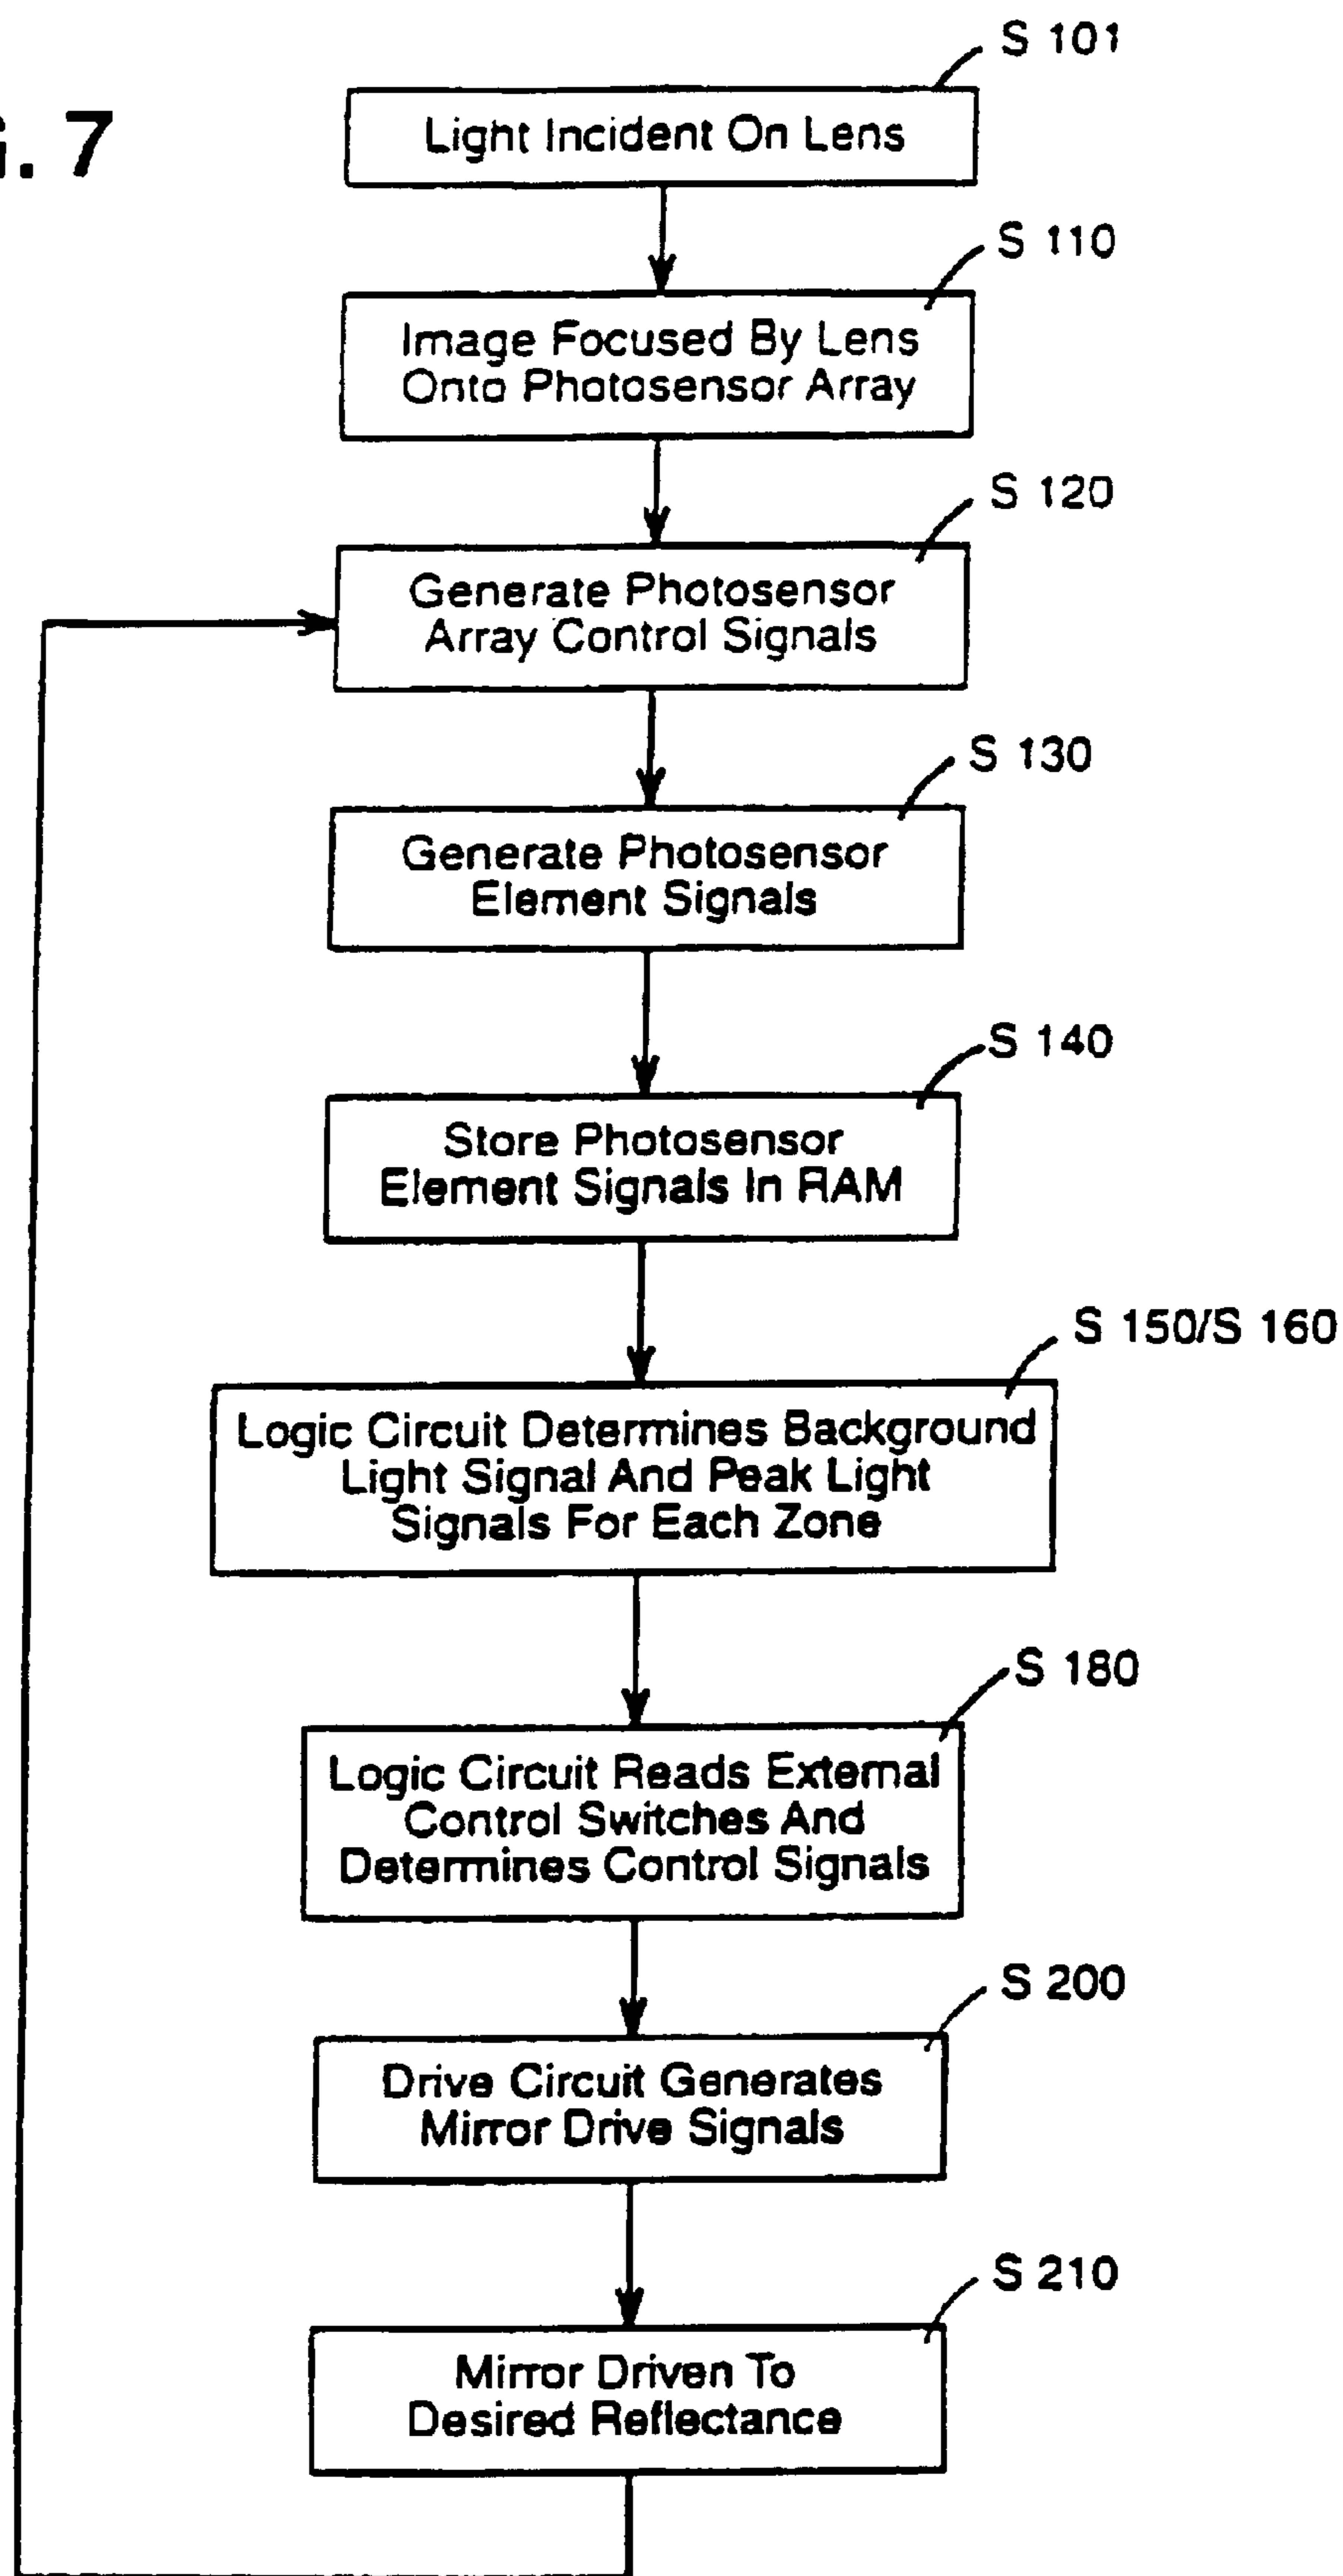 . 7
S 101
Light Incident On Lens
S 110
Image Focused By Lens
Onto Photosensor Array
S 120
Generate Photosensor
Array Control Signals
S 130
Generate Photosensor
Element Signals
S 140
Store Photosensor
Element Signals In RAM
S 150/S 160
Logic Circuit Determines Background
Light Signal And Peak Light
Signals For Each Zone
S 180
Logic Circuit Reads External
Control Switches And
Determines Control Signals
S 200
Drive Circuit Generates
Mirror Drive Signals
S 210
Mirror Driven To
Desired Reflectance